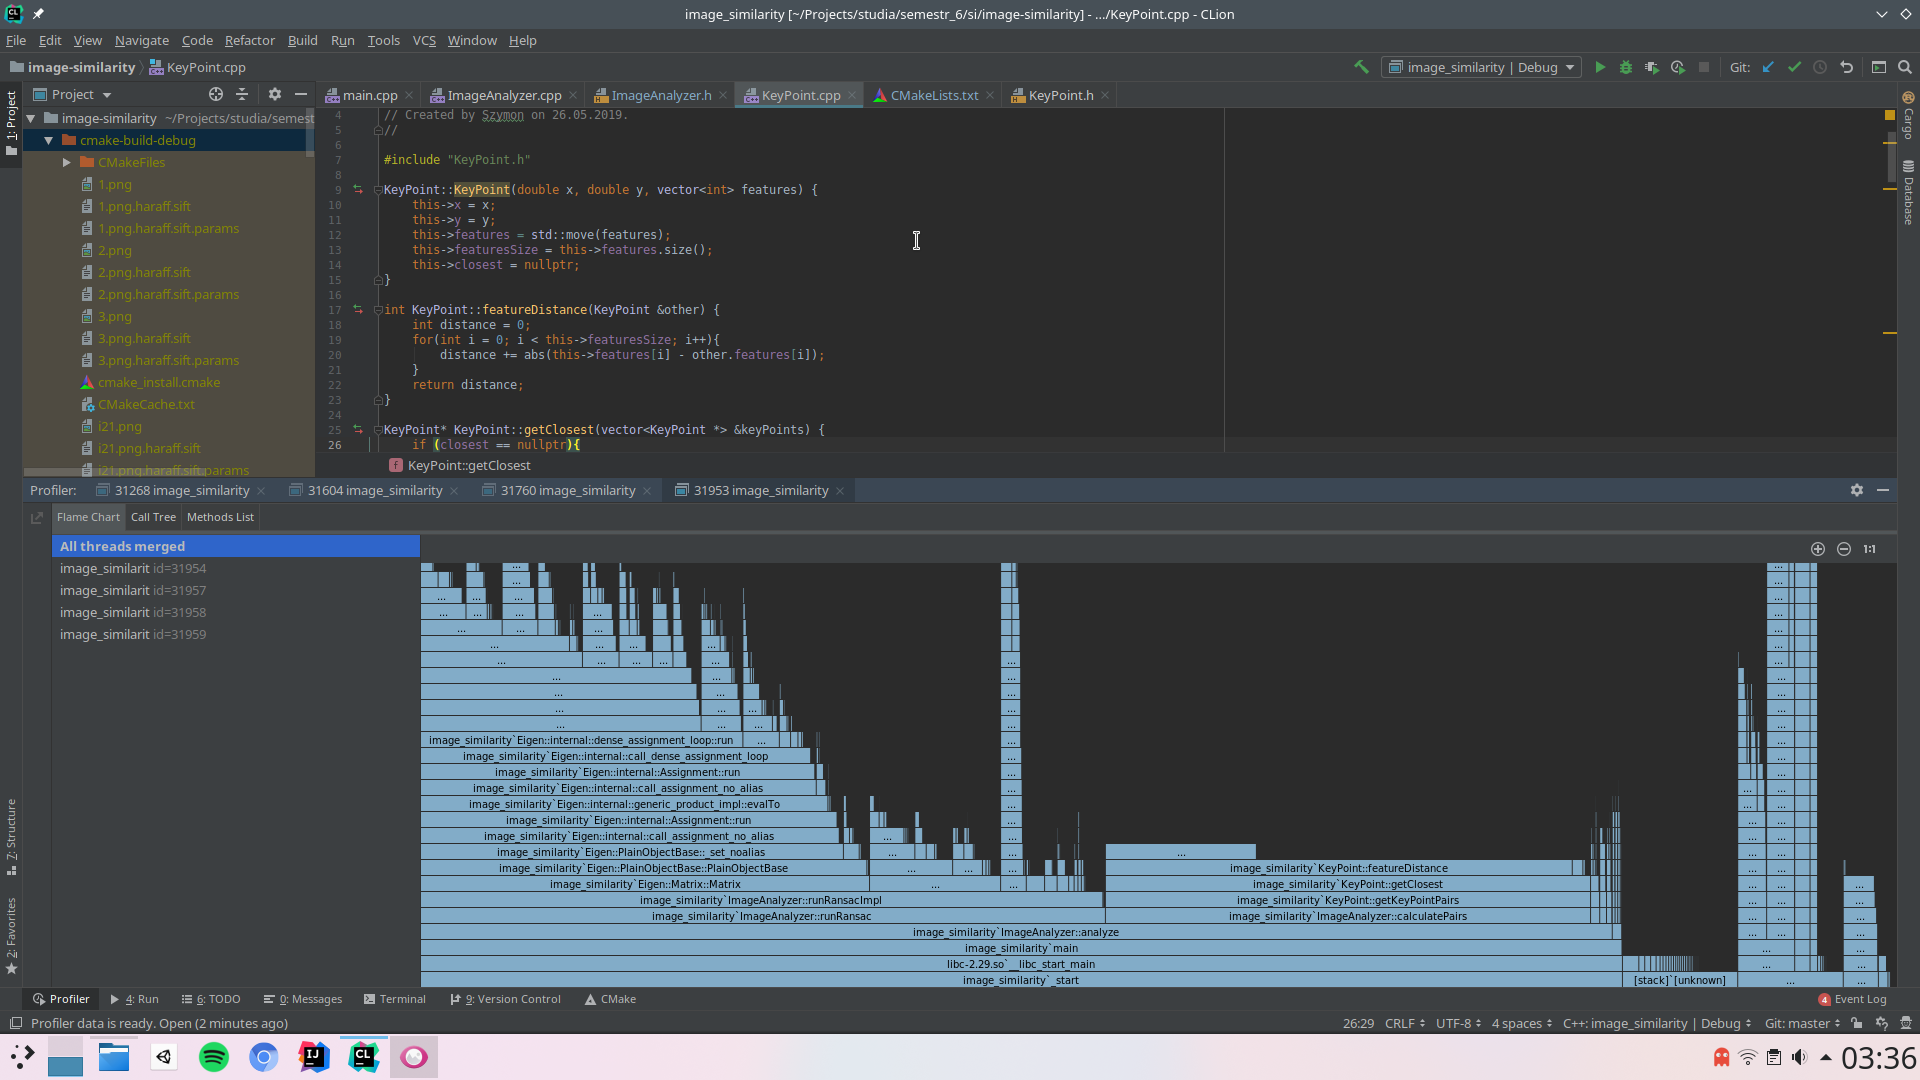 image_similarity [~/Projects/studia/semestr_6/si/image-similarity] - .../KeyPoint.cpp - CLion
File Edit View Navigate Code Refactor Build Run Tools VCS Window Help
image-similarity KeyPoint.cpp image_similarity | Debug Git:
1: Project
Project
main.cpp ImageAnalyzer.cpp ImageAnalyzer.h KeyPoint.cpp CMakeLists.txt KeyPoint.h
Cargo
Database
image-similarity ~/Projects/studia/semest
cmake-build-debug
CMakeFiles
1.png
1.png.haraff.sift
1.png.haraff.sift.params
2.png
2.png.haraff.sift
2.png.haraff.sift.params
3.png
3.png.haraff.sift
3.png.haraff.sift.params
cmake_install.cmake
CMakeCache.txt
i21.png
i21.png.haraff.sift
i21.png.haraff.sift.params
4 // Created by Szymon on 26.05.2019.
5 //
6
7 #include "KeyPoint.h"
8
9 KeyPoint::KeyPoint(double x, double y, vector<int> features) {
10 this->x = x;
11 this->y = y;
12 this->features = std::move(features);
13 this->featuresSize = this->features.size();
14 this->closest = nullptr;
15 }
16
17 int KeyPoint::featureDistance(KeyPoint &other) {
18 int distance = 0;
19 for(int i = 0; i < this->featuresSize; i++){
20 distance += abs(this->features[i] - other.features[i]);
21 }
22 return distance;
23 }
24
25 KeyPoint* KeyPoint::getClosest(vector<KeyPoint *> &keyPoints) {
26 if (closest == nullptr){
f KeyPoint::getClosest
Profiler: 31268 image_similarity 31604 image_similarity 31760 image_similarity 31953 image_similarity
Flame Chart Call Tree Methods List
All threads merged
1:1
image_similarit id=31954
image_similarit id=31957
image_similarit id=31958
image_similarit id=31959
image_similarity`Eigen::internal::dense_assignment_loop::run ...
image_similarity`Eigen::internal::call_dense_assignment_loop
image_similarity`Eigen::internal::Assignment::run
image_similarity`Eigen::internal::call_assignment_no_alias
image_similarity`Eigen::internal::generic_product_impl::evalTo
image_similarity`Eigen::internal::Assignment::run
image_similarity`Eigen::internal::call_assignment_no_alias
image_similarity`Eigen::PlainObjectBase::_set_noalias
image_similarity`Eigen::PlainObjectBase::PlainObjectBase
image_similarity`KeyPoint::featureDistance
image_similarity`Eigen::Matrix::Matrix
image_similarity`KeyPoint::getClosest
image_similarity`ImageAnalyzer::runRansacImpl
image_similarity`KeyPoint::getKeyPointPairs
image_similarity`ImageAnalyzer::runRansac
image_similarity`ImageAnalyzer::calculatePairs
image_similarity`ImageAnalyzer::analyze
image_similarity`main
libc-2.29.so`__libc_start_main
image_similarity`_start
[stack]`[unknown]
7: Structure
2: Favorites
Profiler 4: Run 6: TODO 0: Messages Terminal 9: Version Control CMake 4 Event Log
Profiler data is ready. Open (2 minutes ago) 26:29 CRLF UTF-8 4 spaces C++: image_similarity | Debug Git: master
03:36